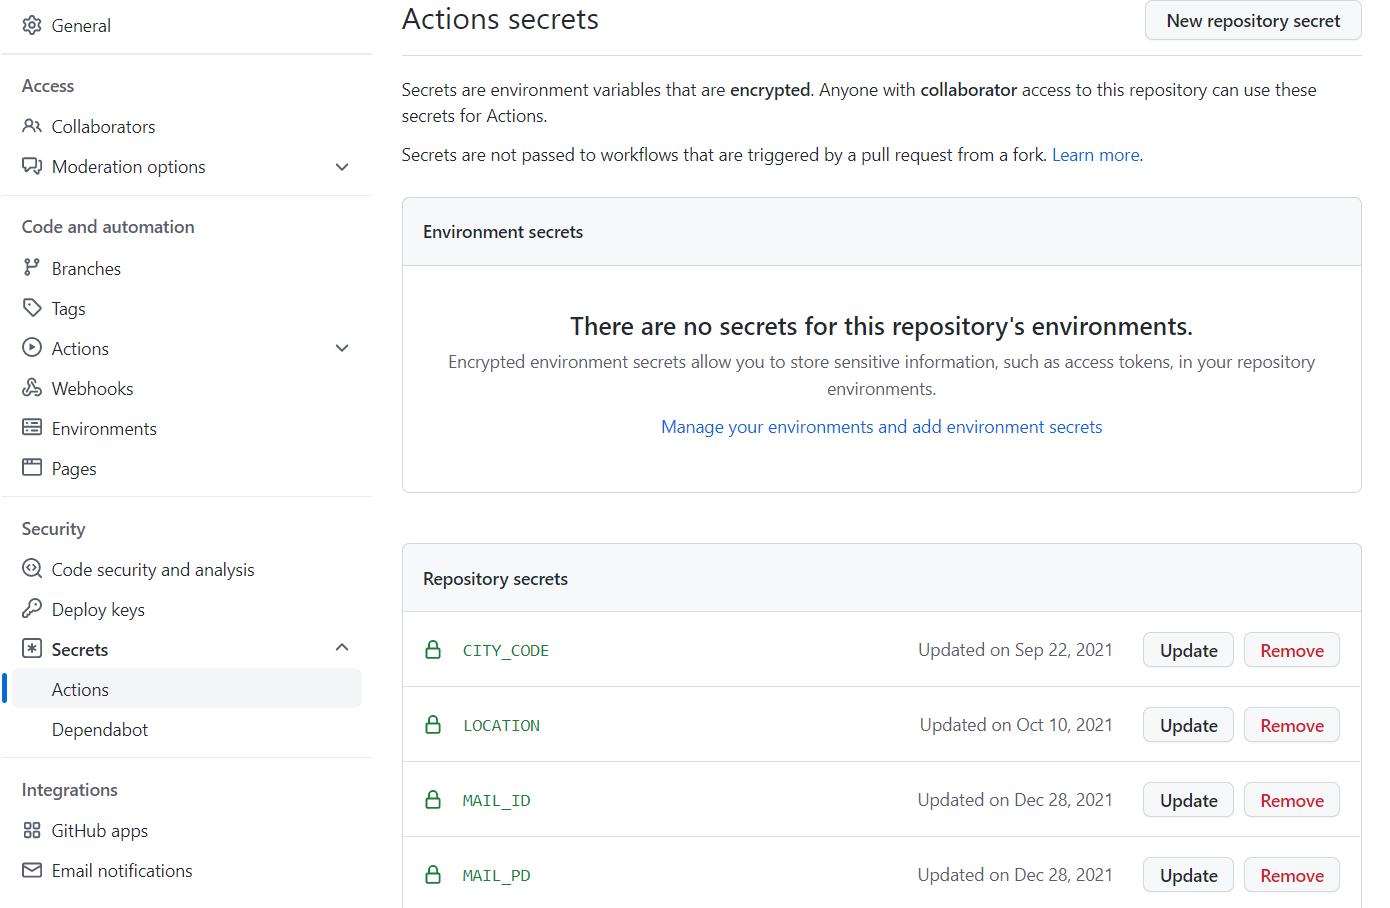 General
Access
Collaborators
Moderation options
Code and automation
Branches
Tags
Actions
Webhooks
Environments
Pages
Security
Code security and analysis
Deploy keys
Secrets
Actions
Dependabot
Integrations
GitHub apps
Email notifications
Actions secrets
New repository secret
Secrets are environment variables that are encrypted. Anyone with collaborator access to this repository can use these
secrets for Actions.
Secrets are not passed to workflows that are triggered by a pull request from a fork. Learn more.
Environment secrets
There are no secrets for this repository's environments.
Encrypted environment secrets allow you to store sensitive information, such as access tokens, in your repository
environments.
Manage your environments and add environment secrets
Repository secrets
CITY_CODE Updated on Sep 22, 2021 Update Remove
LOCATION Updated on Oct 10, 2021 Update Remove
MAIL_ID Updated on Dec 28, 2021 Update Remove
MAIL_PD Updated on Dec 28, 2021 Update Remove